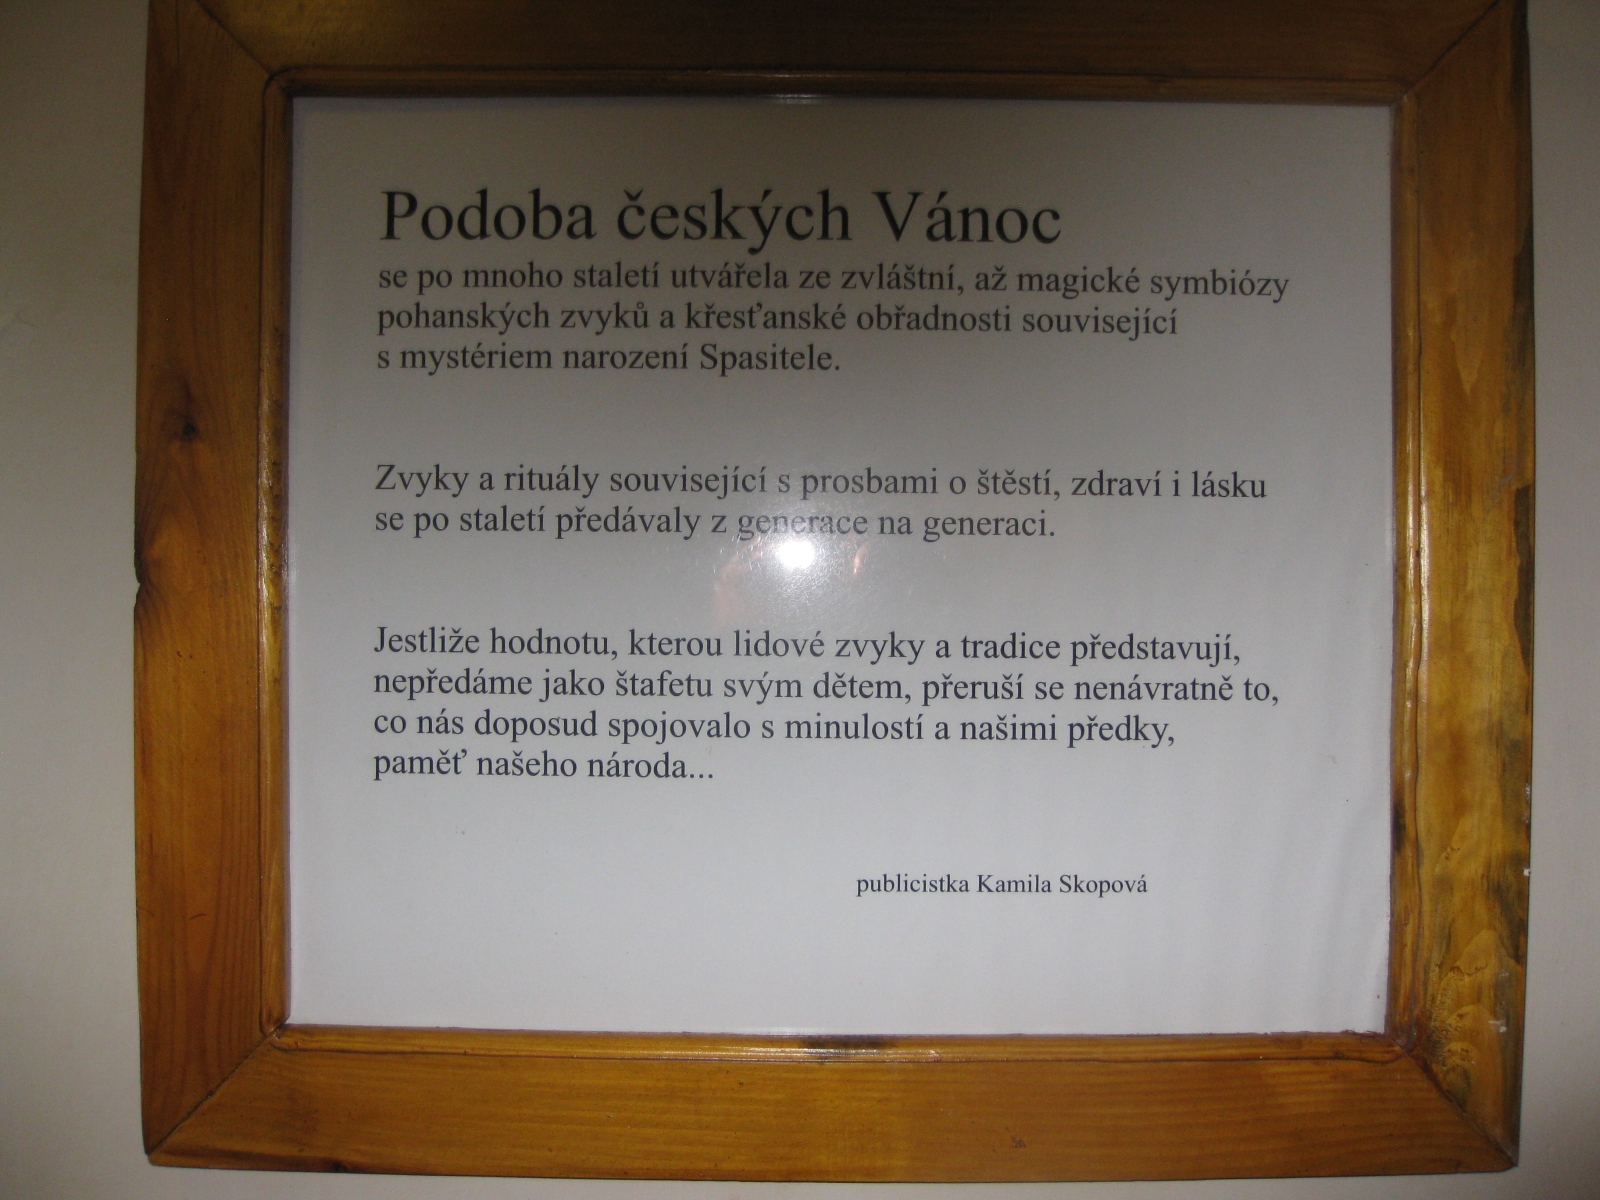 Podoba českých Vánoc
se po mnoho staletí utvářela ze zvláštní, až magické symbiózy
pohanských zvyků a křesťanské obřadnosti související
s mystériem narození Spasitele.
Zvyky a rituály související s prosbami o štěstí, zdraví i lásku
se po staletí předávaly z generace na generaci.
Jestliže hodnotu, kterou lidové zvyky a tradice představují,
nepředáme jako štafetu svým dětem, přeruší se nenávratně to,
co nás doposud spojovalo s minulostí a našimi předky,
paměť našeho národa...
publicistka Kamila Skopová